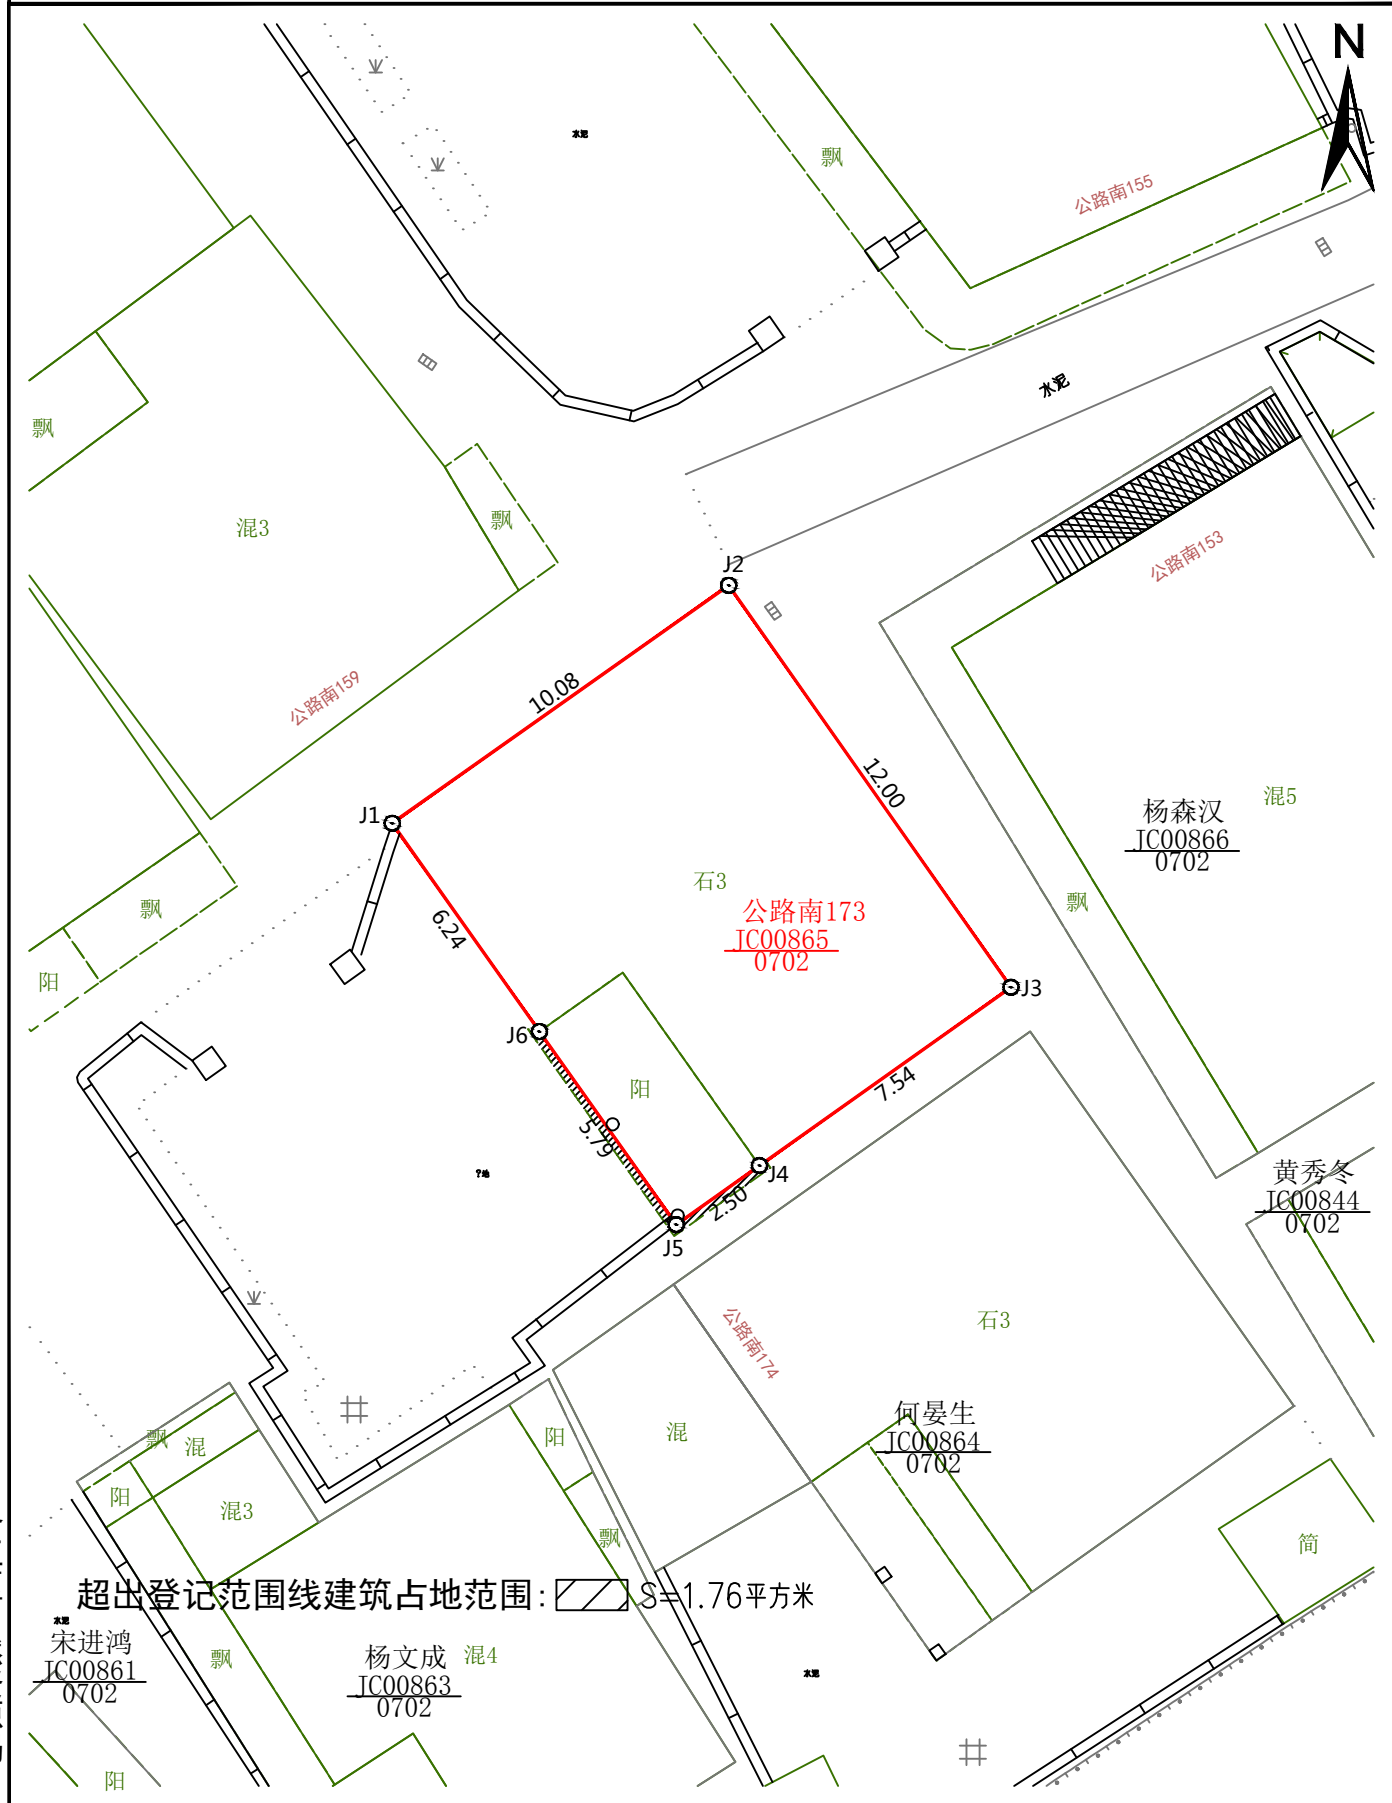 N
水泥
飘
公路南155
飘
水泥
混3
飘
公路南153
J2
公路南159
10.08
12.00
杨森汉
JC00866
0702
混5
J1
石3
飘
公路南173
JC00865
0702
飘
6.24
阳
J3
J6
阳
7.54
5.79
J4
2.50
J5
黄秀冬
JC00844
0702
石3
公路南174
何晏生
JC00864
0702
飘
混
阳
混
阳
混3
飘
简
超出登记范围线建筑占地范围:
S=1.76平方米
水泥
宋进鸿
JC00861
0702
飘
杨文成
JC00863
0702
混4
水泥
阳